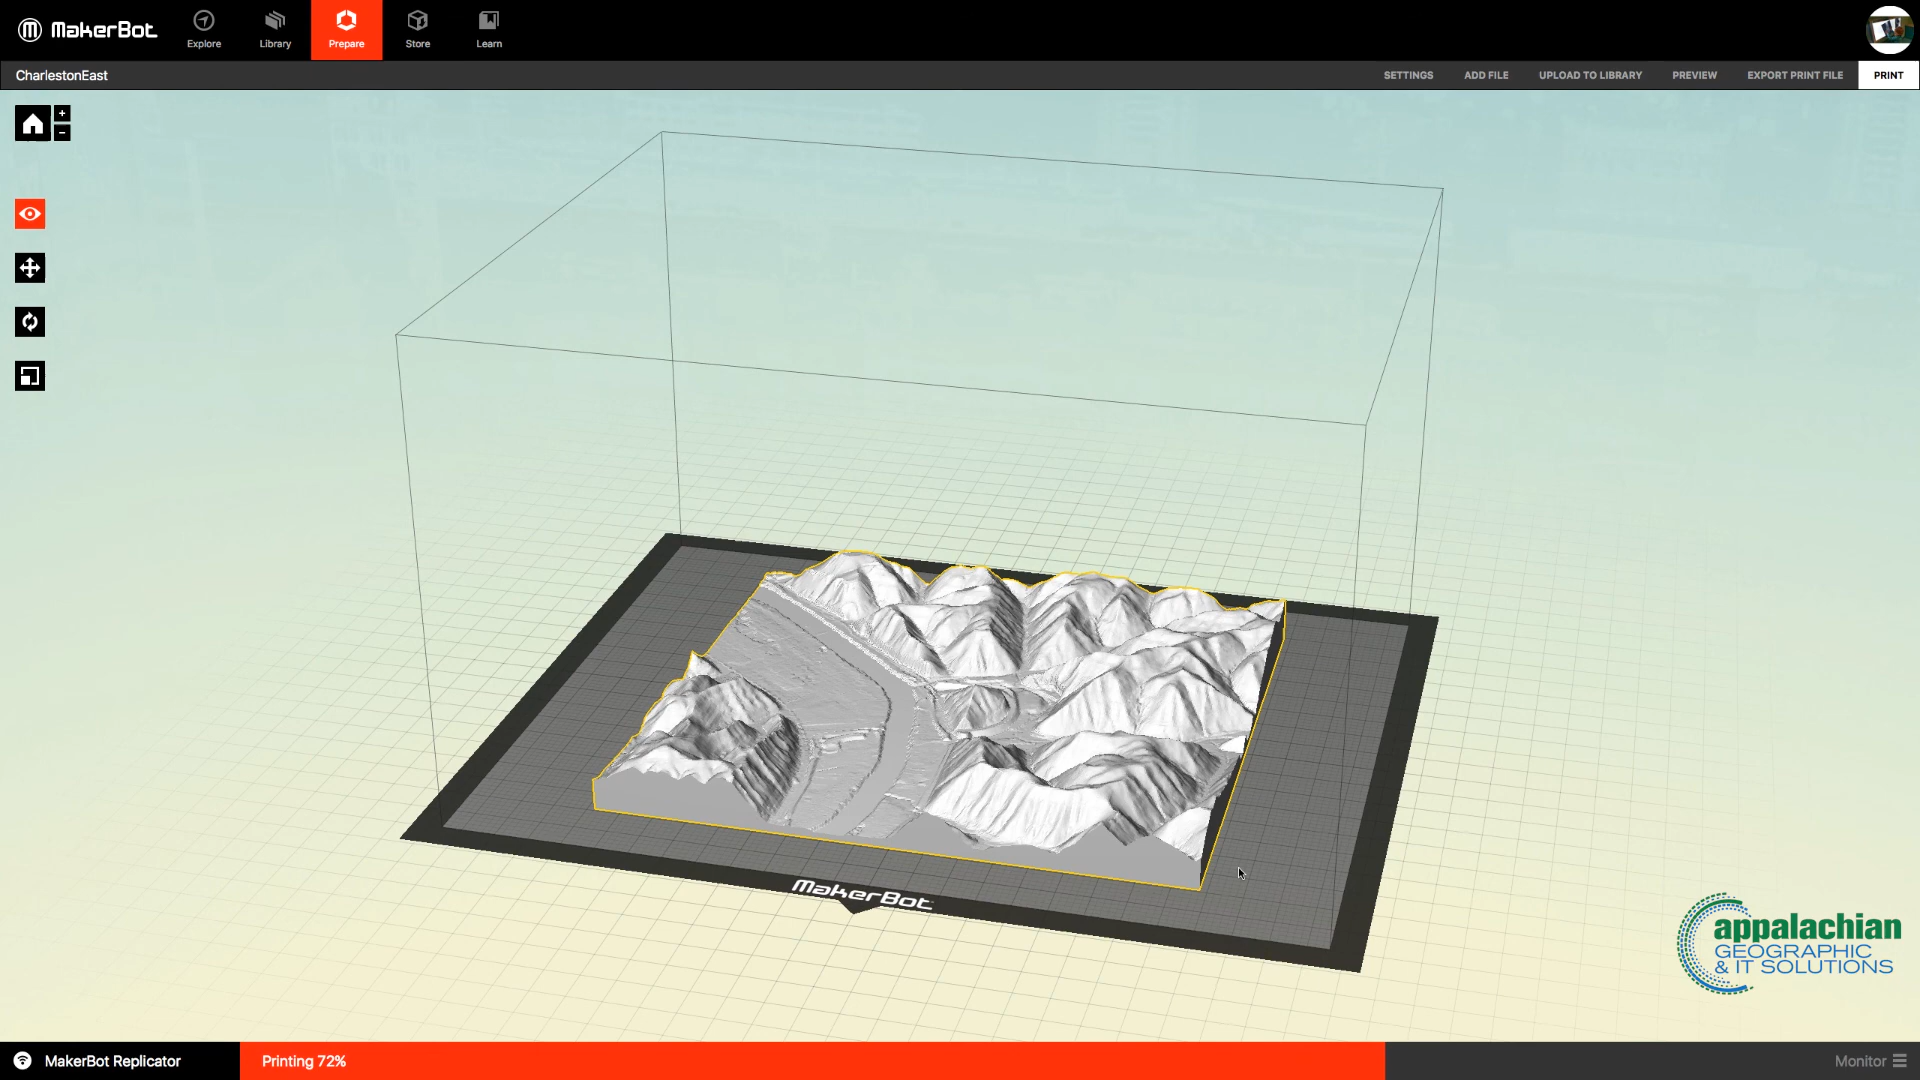 MakerBot
Explore
Library
Prepare
Store
Learn
CharlestonEast
SETTINGS
ADD FILE
UPLOAD TO LIBRARY
PREVIEW
EXPORT PRINT FILE
PRINT
+
-
MakerBot
appalachian
GEOGRAPHIC
& IT SOLUTIONS
MakerBot Replicator
Printing 72%
Monitor